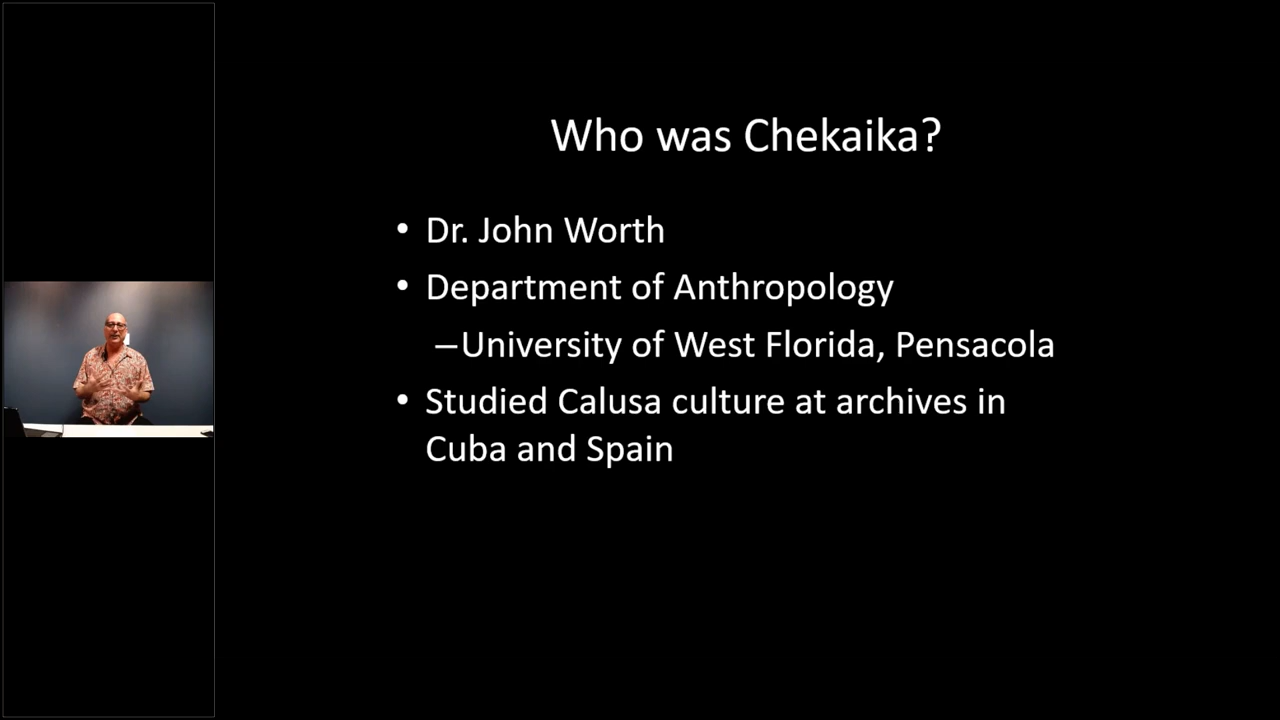 Who was Chekaika?
• Dr. John Worth
• Department of Anthropology
–University of West Florida, Pensacola
• Studied Calusa culture at archives in
Cuba and Spain